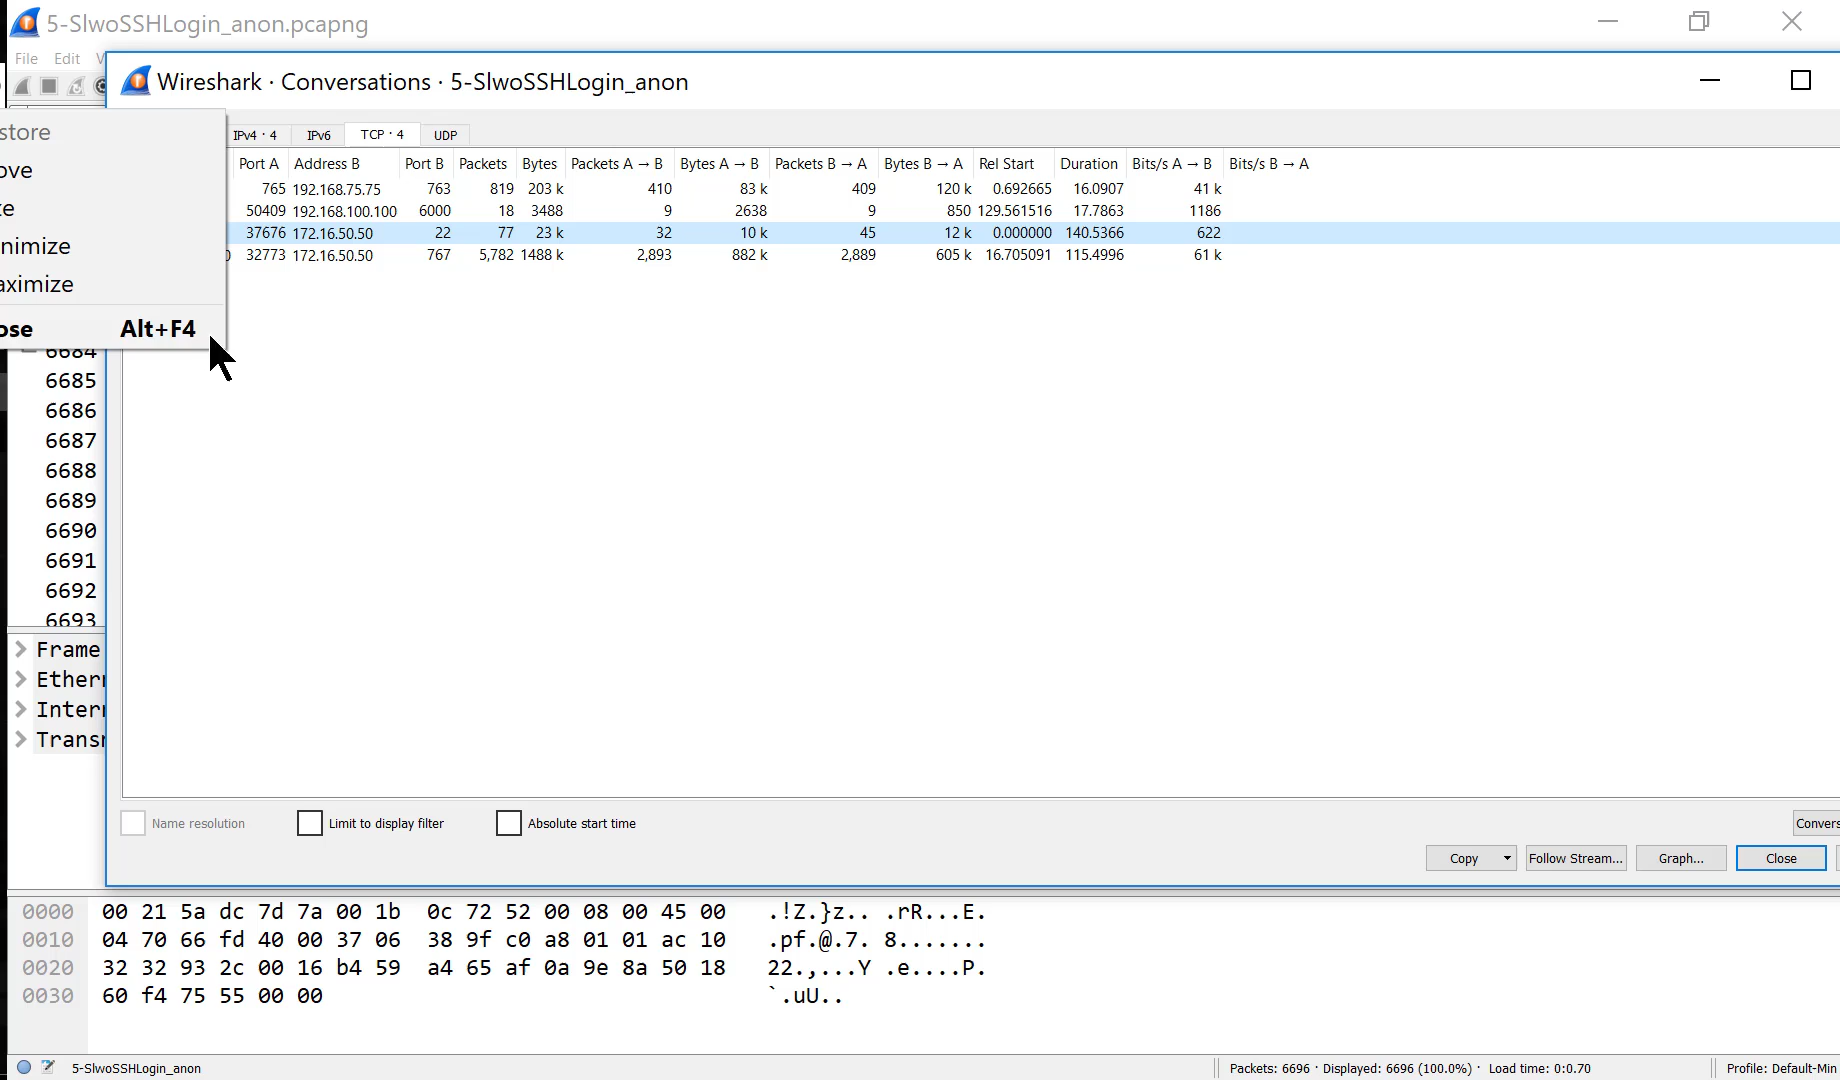 5-SlwoSSHLogin_anon.pcapng
File Edit V
Wireshark · Conversations · 5-SlwoSSHLogin_anon
store
ove
ze
nimize
aximize
ose Alt+F4
IPv4 · 4 IPv6 TCP · 4 UDP
Port A Address B Port B Packets Bytes Packets A → B Bytes A → B Packets B → A Bytes B → A Rel Start Duration Bits/s A → B Bits/s B → A
765 192.168.75.75 763 819 203 k 410 83 k 409 120 k 0.692665 16.0907 41 k
50409 192.168.100.100 6000 18 3488 9 2638 9 850 129.561516 17.7863 1186
37676 172.16.50.50 22 77 23 k 32 10 k 45 12 k 0.000000 140.5366 622
32773 172.16.50.50 767 5,782 1488 k 2,893 882 k 2,889 605 k 16.705091 115.4996 61 k
6684
6685
6686
6687
6688
6689
6690
6691
6692
6693
Frame
Ethern
Intern
Transm
Name resolution Limit to display filter Absolute start time
Convers
Copy Follow Stream... Graph... Close
0000 00 21 5a dc 7d 7a 00 1b 0c 72 52 00 08 00 45 00 .!Z.}z.. .rR...E.
0010 04 70 66 fd 40 00 37 06 38 9f c0 a8 01 01 ac 10 .pf.@.7. 8.......
0020 32 32 93 2c 00 16 b4 59 a4 65 af 0a 9e 8a 50 18 22.,...Y .e....P.
0030 60 f4 75 55 00 00 `.uU..
5-SlwoSSHLogin_anon
Packets: 6696 · Displayed: 6696 (100.0%) · Load time: 0:0.70
Profile: Default-Min